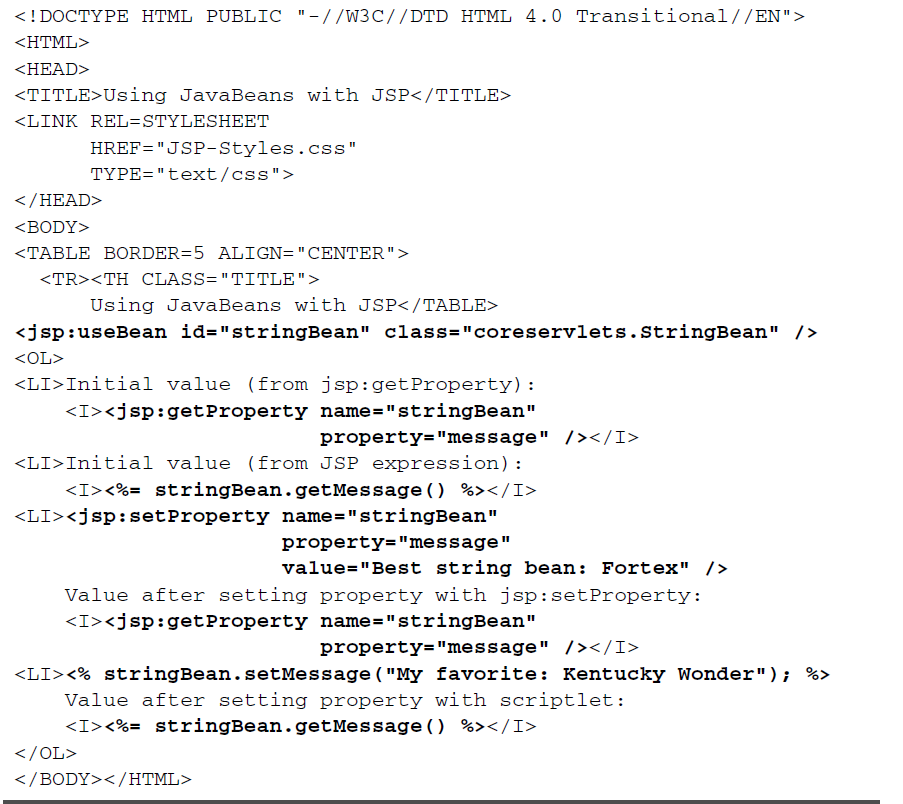 <!DOCTYPE HTML PUBLIC "-//W3C//DTD HTML 4.0 Transitional//EN">
<HTML>
<HEAD>
<TITLE>Using JavaBeans with JSP</TITLE>
<LINK REL=STYLESHEET
      HREF="JSP-Styles.css"
      TYPE="text/css">
</HEAD>
<BODY>
<TABLE BORDER=5 ALIGN="CENTER">
  <TR><TH CLASS="TITLE">
      Using JavaBeans with JSP</TABLE>
<jsp:useBean id="stringBean" class="coreservlets.StringBean" />
<OL>
<LI>Initial value (from jsp:getProperty):
    <I><jsp:getProperty name="stringBean"
                        property="message" /></I>
<LI>Initial value (from JSP expression):
    <I><%= stringBean.getMessage() %></I>
<LI><jsp:setProperty name="stringBean"
                     property="message"
                     value="Best string bean: Fortex" />
    Value after setting property with jsp:setProperty:
    <I><jsp:getProperty name="stringBean"
                        property="message" /></I>
<LI><% stringBean.setMessage("My favorite: Kentucky Wonder"); %>
    Value after setting property with scriptlet:
    <I><%= stringBean.getMessage() %></I>
</OL>
</BODY></HTML>